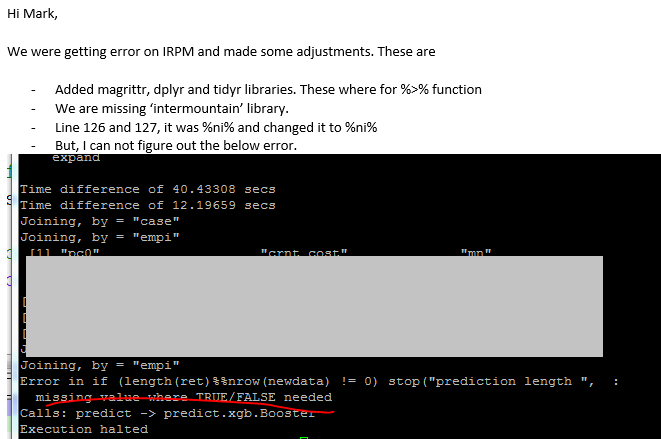 Hi Mark,
We were getting error on IRPM and made some adjustments. These are
- Added magrittr, dplyr and tidyr libraries. These where for %>% function
- We are missing ‘intermountain’ library.
- Line 126 and 127, it was %ni% and changed it to %ni%
- But, I can not figure out the below error.
expand
Time difference of 40.43308 secs
Time difference of 12.19659 secs
Joining, by = "case"
Joining, by = "empi"
[1] "pc0" "crnt_cost" "mn"
Joining, by = "empi"
Error in if (length(ret)%%nrow(newdata) != 0) stop("prediction length ", :
missing value where TRUE/FALSE needed
Calls: predict -> predict.xgb.Booster
Execution halted